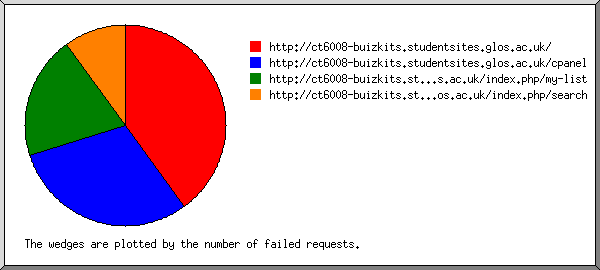 http://ct6008-buizkits.studentsites.glos.ac.uk/
http://ct6008-buizkits.studentsites.glos.ac.uk/cpanel
http://ct6008-buizkits.st...s.ac.uk/index.php/my-list
http://ct6008-buizkits.st...os.ac.uk/index.php/search
The wedges are plotted by the number of failed requests.